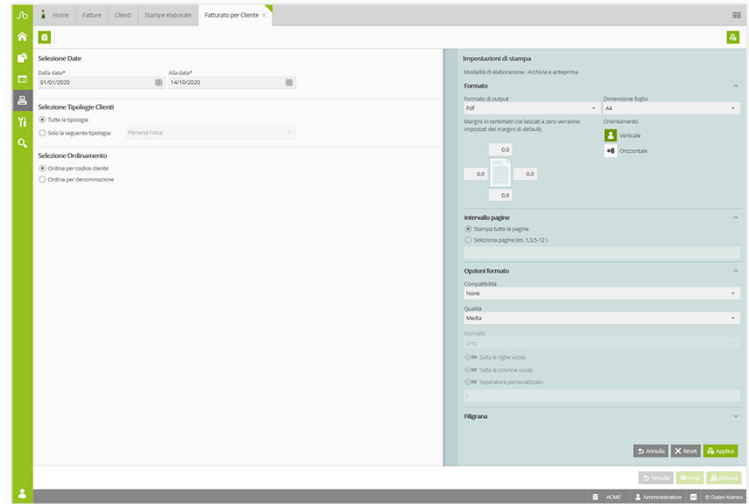 Home Fatture Clienti Stampe elaborate Fatturato per Cliente ×
Selezione Date
Dalla data* Alla data*
01/01/2020 14/10/2020
Selezione Tipologie Clienti
Tutte le tipologie
Solo la seguente tipologia: Persona Fisica
Selezione Ordinamento
Ordina per codice cliente
Ordina per denominazione
Impostazioni di stampa
Modalità di elaborazione / Archivia e anteprima
Formato
Formato di output Dimensione foglio
Pdf A4
Margini in centimetri (se lasciati a zero verranno
impostati dei margini di default)
Orientamento
Verticale
Orizzontale
0,0
0,0 0,0
0,0
Intervallo pagine
Stampa tutte le pagine
Seleziona pagine (es. 1,3,5-12 )
Opzioni formato
Compatibilità
None
Qualità
Media
Formato
Salta le righe vuote
Salta le colonne vuote
Separatore personalizzato
Filigrana
Annulla Reset Applica
Annulla Invia Elabora
ACME Amministratore © Datev Koinos